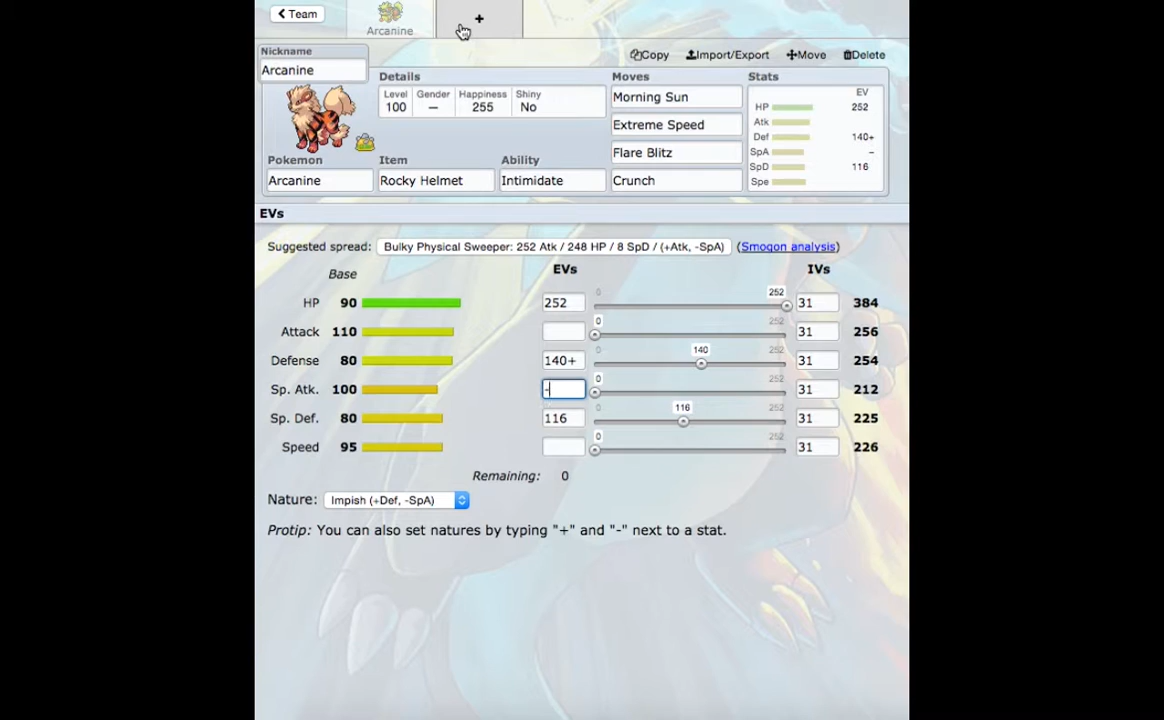 Team
Arcanine
+
Nickname
Arcanine
Copy Import/Export Move Delete
Details
Level 100
Gender —
Happiness 255
Shiny No
Pokemon
Arcanine
Item
Rocky Helmet
Ability
Intimidate
Moves
Morning Sun
Extreme Speed
Flare Blitz
Crunch
Stats
EV
HP 252
Atk
Def 140+
SpA -
SpD 116
Spe
EVs
Suggested spread: Bulky Physical Sweeper: 252 Atk / 248 HP / 8 SpD / (+Atk, -SpA) (Smogon analysis)
Base EVs IVs
HP 90 252 0 252 252 31 384
Attack 110 0 252 31 256
Defense 80 140+ 0 140 252 31 254
Sp. Atk. 100 - 0 252 31 212
Sp. Def. 80 116 0 116 252 31 225
Speed 95 0 252 31 226
Remaining: 0
Nature: Impish (+Def, -SpA)
Protip: You can also set natures by typing "+" and "-" next to a stat.